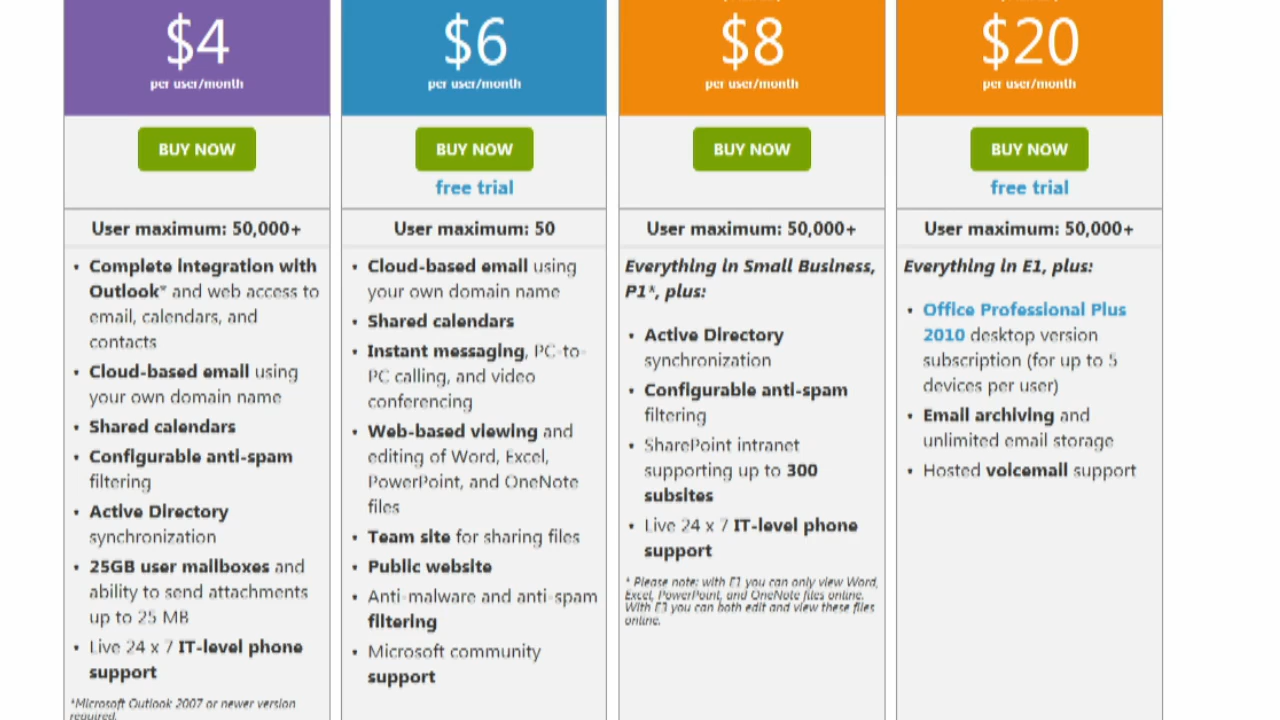 $4
per user/month
BUY NOW
User maximum: 50,000+
• Complete integration with
Outlook* and web access to
email, calendars, and
contacts
• Cloud-based email using
your own domain name
• Shared calendars
• Configurable anti-spam
filtering
• Active Directory
synchronization
• 25GB user mailboxes and
ability to send attachments
up to 25 MB
• Live 24 x 7 IT-level phone
support
*Microsoft Outlook 2007 or newer version
required.
$6
per user/month
BUY NOW
free trial
User maximum: 50
• Cloud-based email using
your own domain name
• Shared calendars
• Instant messaging, PC-to-
PC calling, and video
conferencing
• Web-based viewing and
editing of Word, Excel,
PowerPoint, and OneNote
files
• Team site for sharing files
• Public website
• Anti-malware and anti-spam
filtering
• Microsoft community
support
$8
per user/month
BUY NOW
User maximum: 50,000+
Everything in Small Business,
P1*, plus:
• Active Directory
synchronization
• Configurable anti-spam
filtering
• SharePoint intranet
supporting up to 300
subsites
• Live 24 x 7 IT-level phone
support
* Please note: with E1 you can only view Word,
Excel, PowerPoint, and OneNote files online.
With E3 you can both edit and view these files
online.
$20
per user/month
BUY NOW
free trial
User maximum: 50,000+
Everything in E1, plus:
• Office Professional Plus
2010 desktop version
subscription (for up to 5
devices per user)
• Email archiving and
unlimited email storage
• Hosted voicemail support